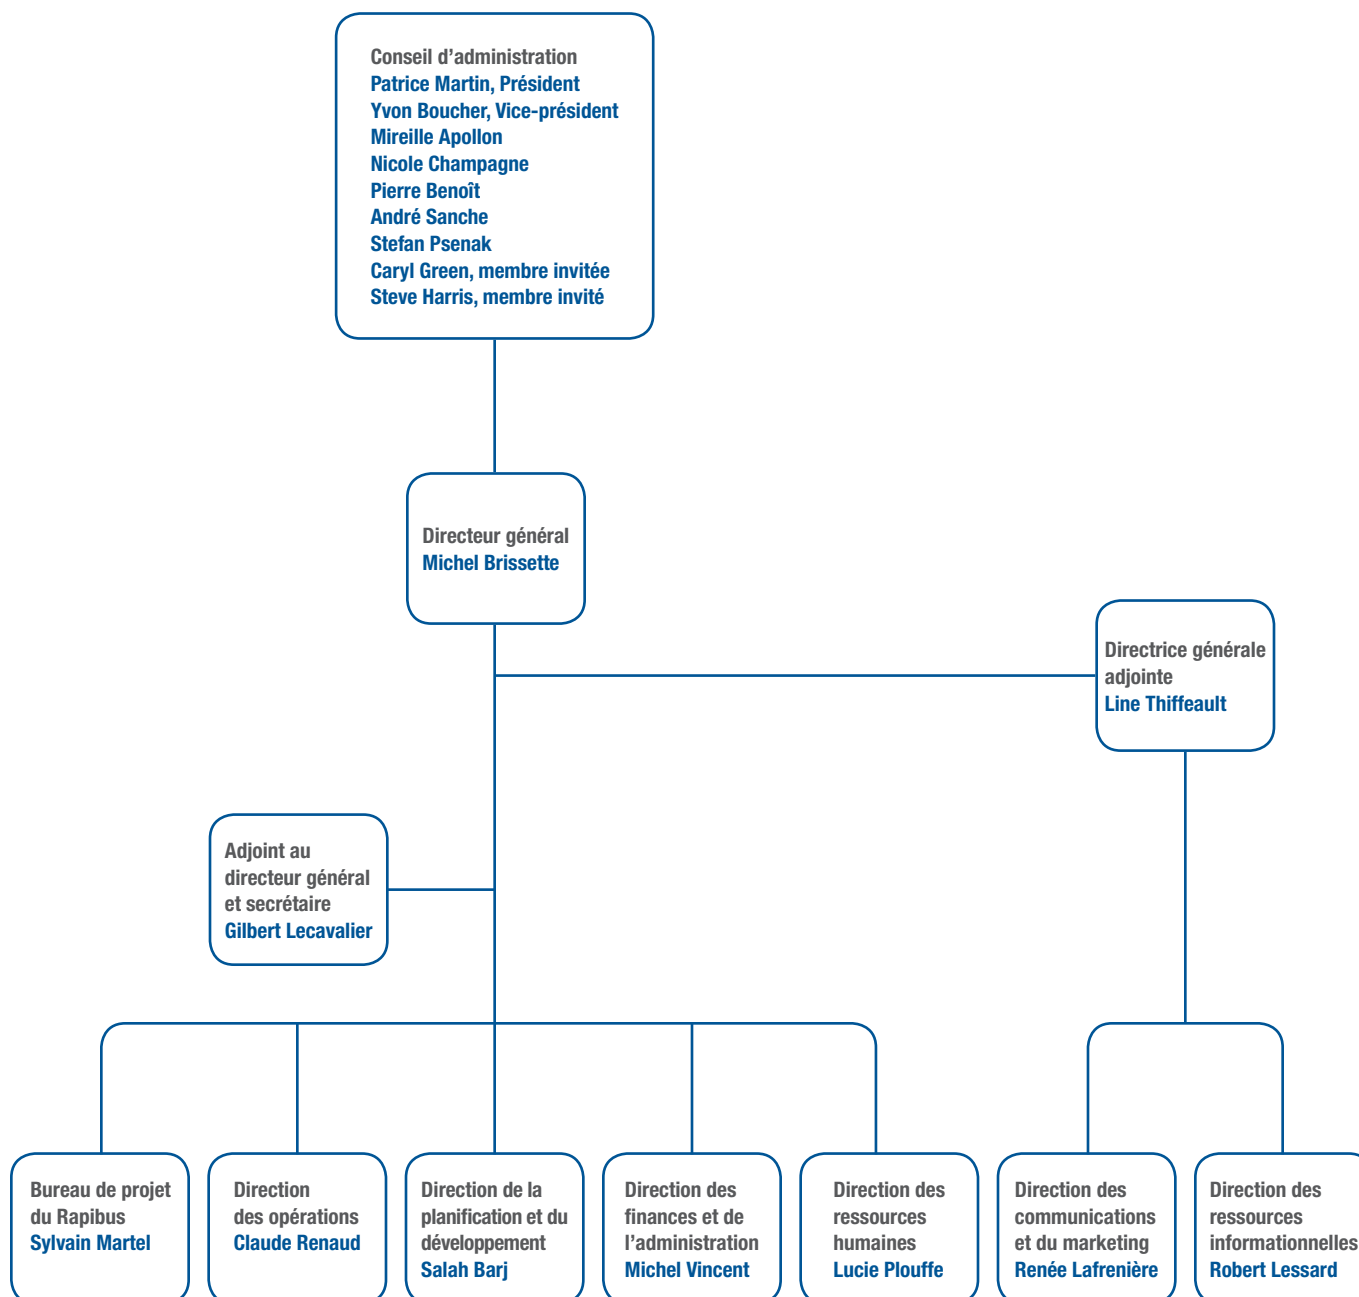 Conseil d'administration
Patrice Martin, Président
Yvon Boucher, Vice-président
Mireille Apollon
Nicole Champagne
Pierre Benoît
André Sanche
Stefan Psenak
Caryl Green, membre invitée
Steve Harris, membre invité
Directeur général
Michel Brissette
Directrice générale
adjointe
Line Thiffeault
Adjoint au
directeur général
et secrétaire
Gilbert Lecavalier
Bureau de projet
du Rapibus
Sylvain Martel
Direction
des opérations
Claude Renaud
Direction de la
planification et du
développement
Salah Barj
Direction des
finances et de
l'administration
Michel Vincent
Direction des
ressources
humaines
Lucie Plouffe
Direction des
communications
et du marketing
Renée Lafrenière
Direction des
ressources
informationnelles
Robert Lessard